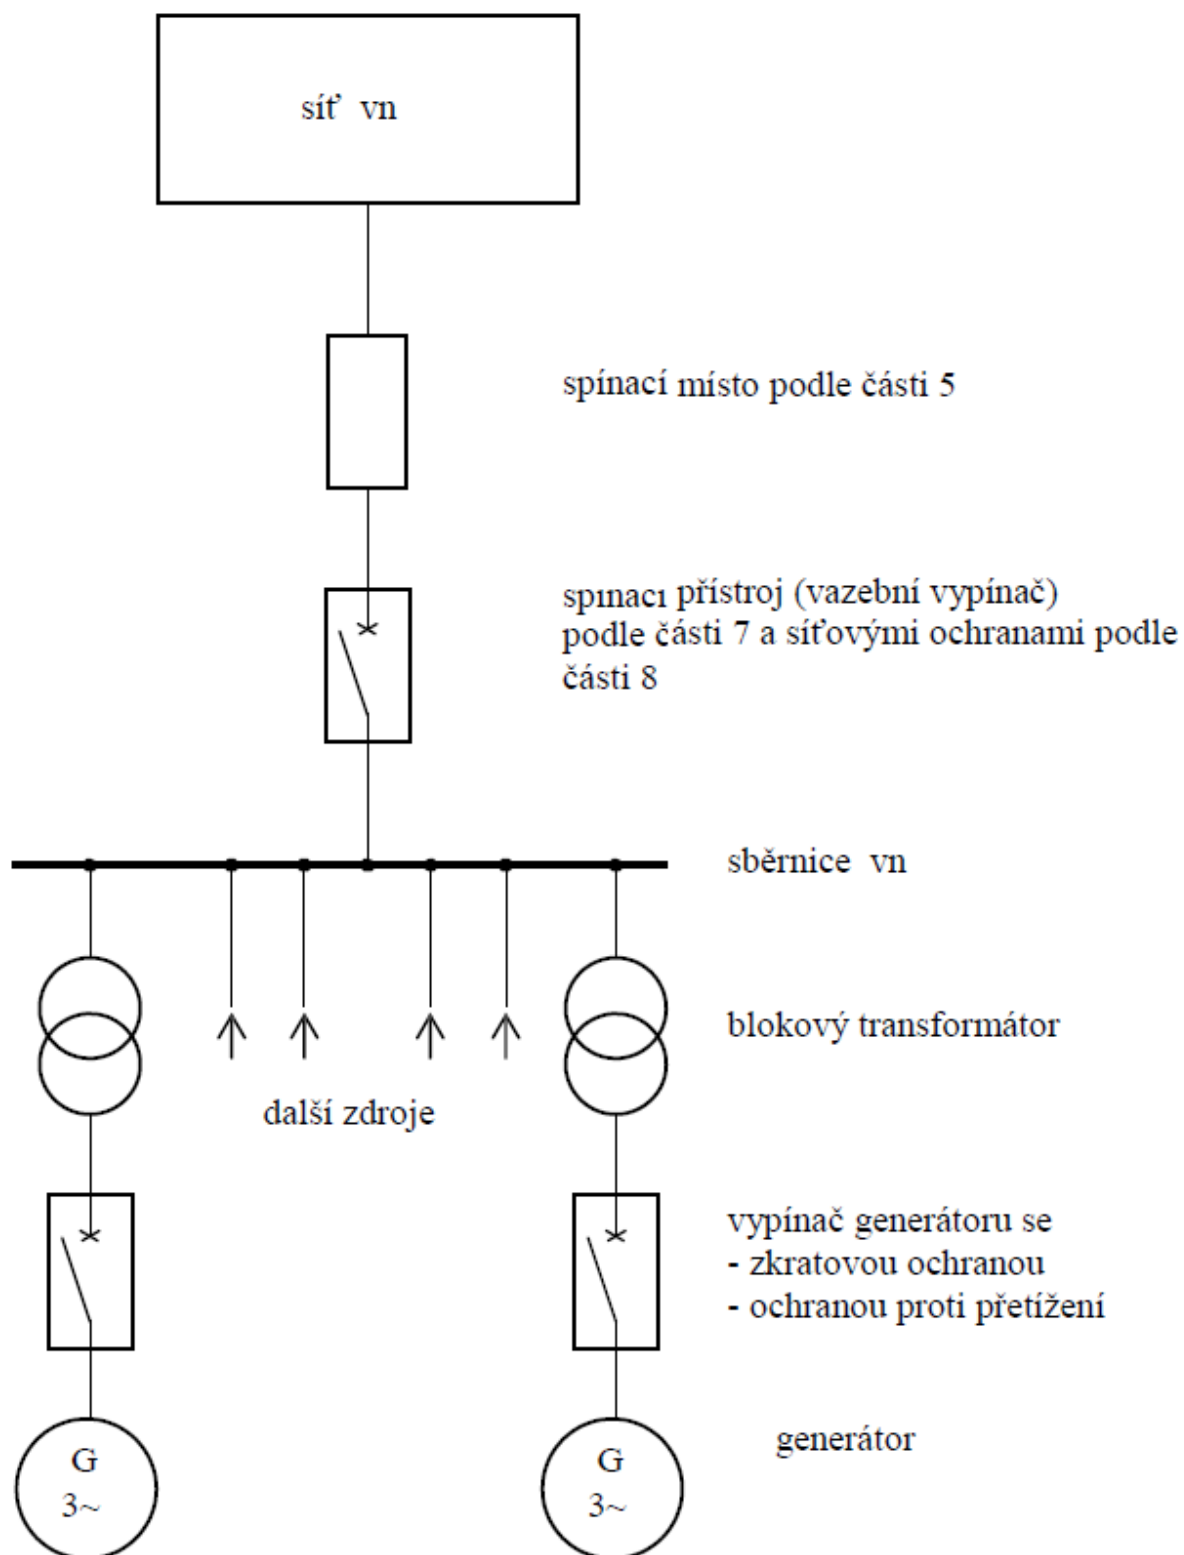 síť vn
spínací místo podle části 5
spınacı přístroj (vazební vypínač)
podle části 7 a síťovými ochranami podle
části 8
sběrnice vn
blokový transformátor
další zdroje
vypínač generátoru se
- zkratovou ochranou
- ochranou proti přetížení
generátor
G
3~
G
3~